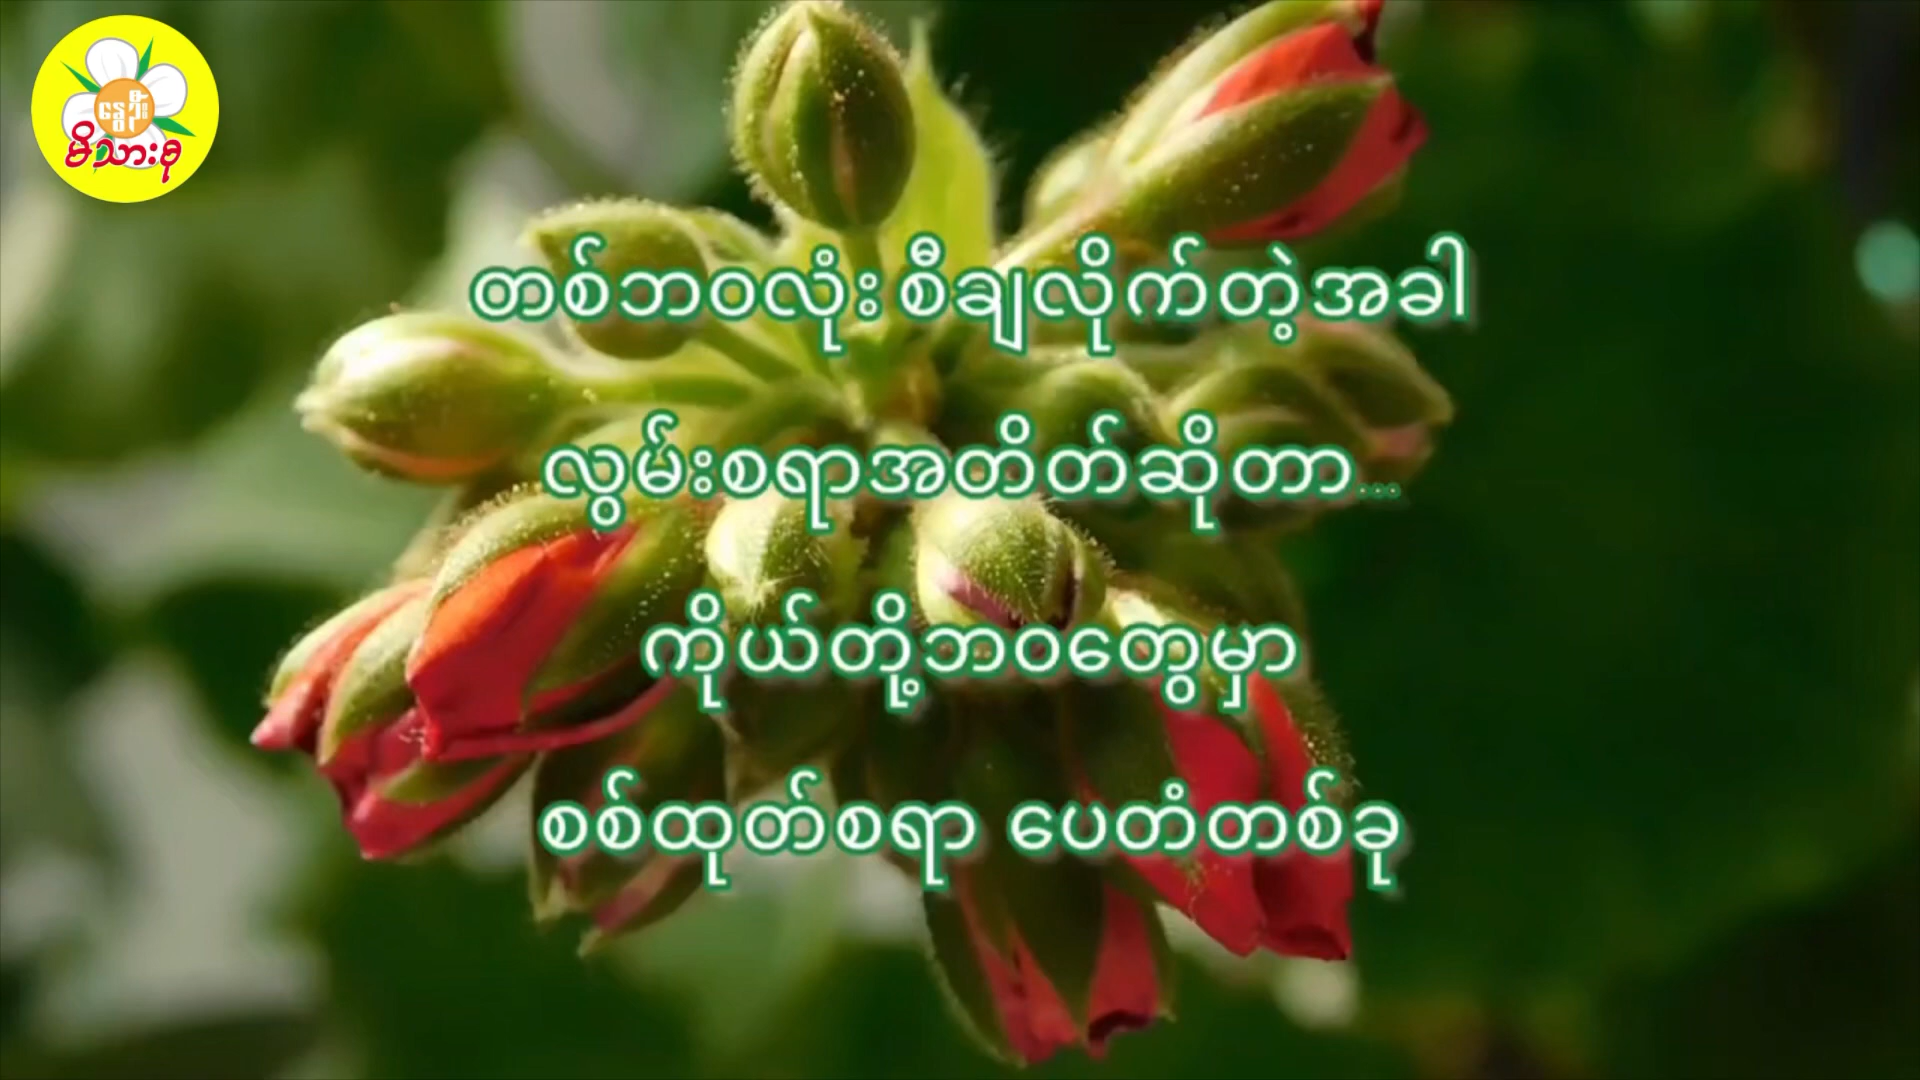 နွေဦး
မိသားစု
တစ်ဘဝလုံး စီချလိုက်တဲ့အခါ
လွမ်းစရာအတိတ်ဆိုတာ...
ကိုယ်တို့ဘဝတွေမှာ
စစ်ထုတ်စရာ ပေတံတစ်ခု